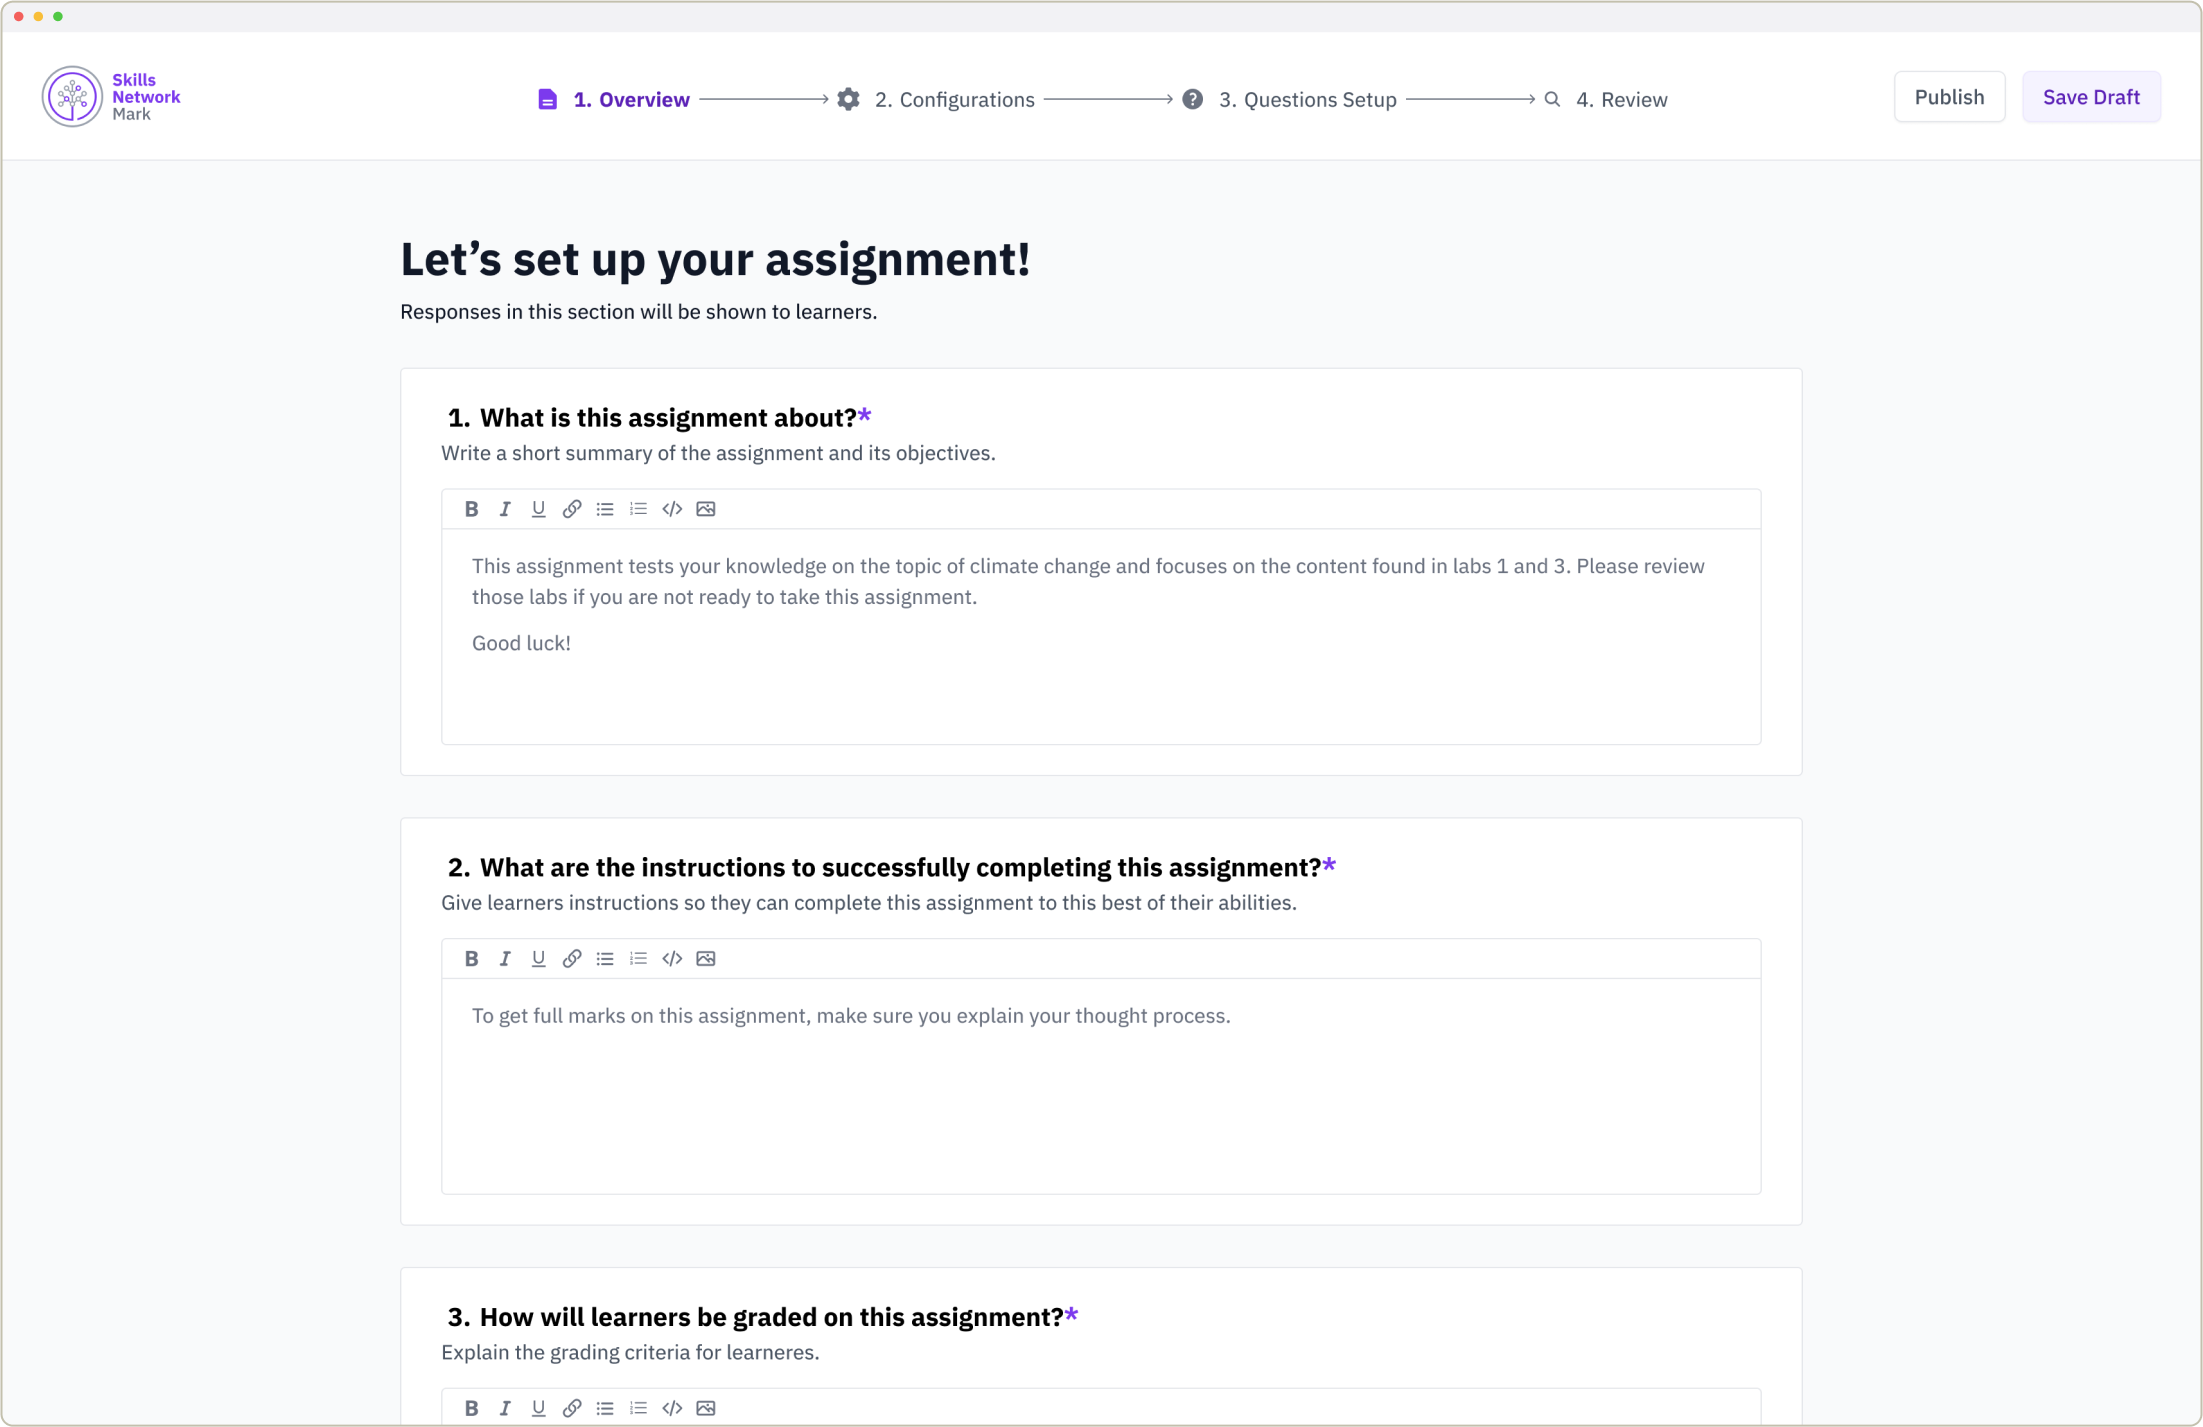 Skills
Network
Mark
1. Overview
2. Configurations
3. Questions Setup
4. Review
Publish
Save Draft
Let’s set up your assignment!
Responses in this section will be shown to learners.
1. What is this assignment about?*
Write a short summary of the assignment and its objectives.
B I U
This assignment tests your knowledge on the topic of climate change and focuses on the content found in labs 1 and 3. Please review
those labs if you are not ready to take this assignment.
Good luck!
2. What are the instructions to successfully completing this assignment?*
Give learners instructions so they can complete this assignment to this best of their abilities.
B I U
To get full marks on this assignment, make sure you explain your thought process.
3. How will learners be graded on this assignment?*
Explain the grading criteria for learneres.
B I U